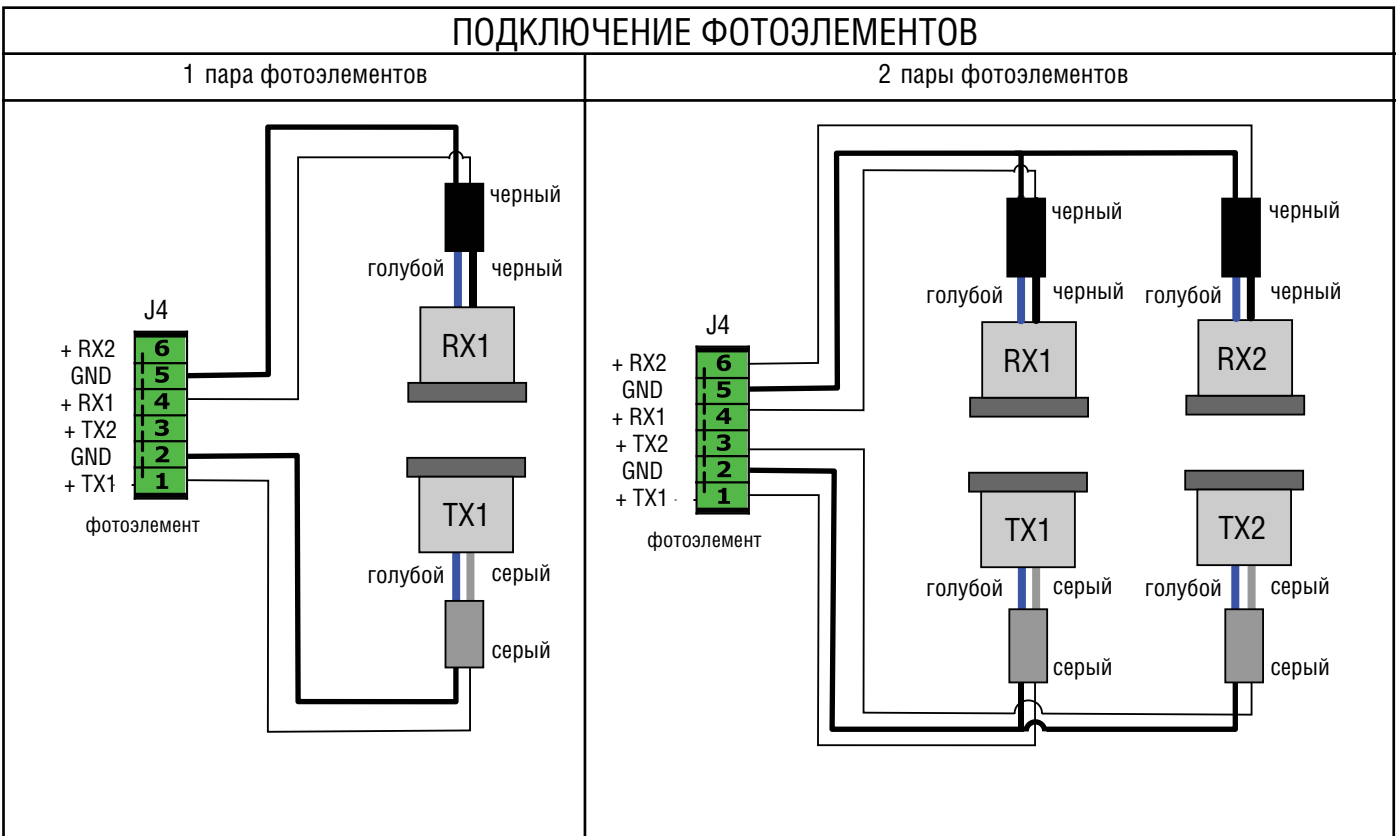 ПОДКЛЮЧЕНИЕ ФОТОЭЛЕМЕНТОВ
1 пара фотоэлементов
2 пары фотоэлементов
черный
голубой
черный
J4
+ RX2
6
GND
5
+ RX1
4
+ TX2
3
GND
2
+ TX1
1
фотоэлемент
RX1
TX1
голубой
серый
серый
черный
черный
голубой
черный
голубой
черный
J4
+ RX2
6
GND
5
+ RX1
4
+ TX2
3
GND
2
+ TX1
1
фотоэлемент
RX1
RX2
TX1
TX2
голубой
серый
голубой
серый
серый
серый